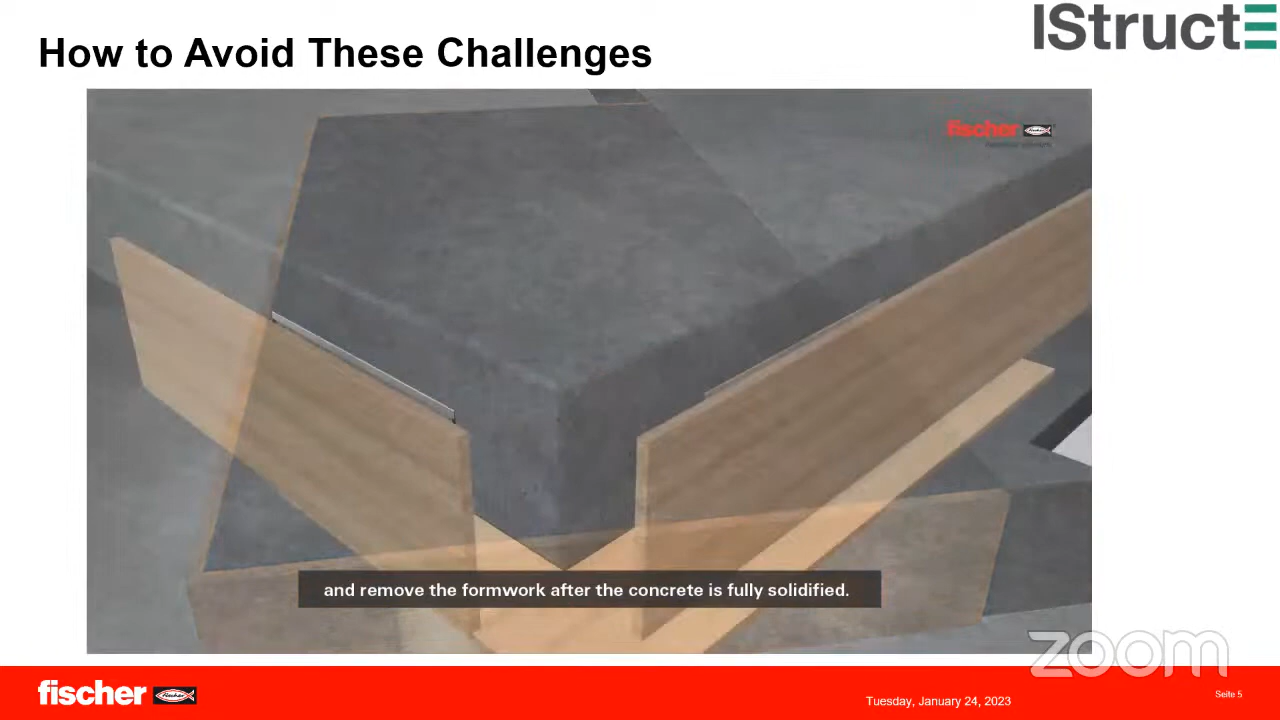 How to Avoid These Challenges
IStruct
fischer
and remove the formwork after the concrete is fully solidified.
zoom
fischer
Tuesday, January 24, 2023
Seite 5